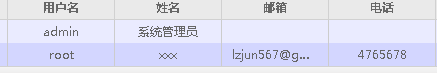 用户名 姓名 邮箱 电话
admin 系统管理员
root xxx lzjun567@g... 4765678